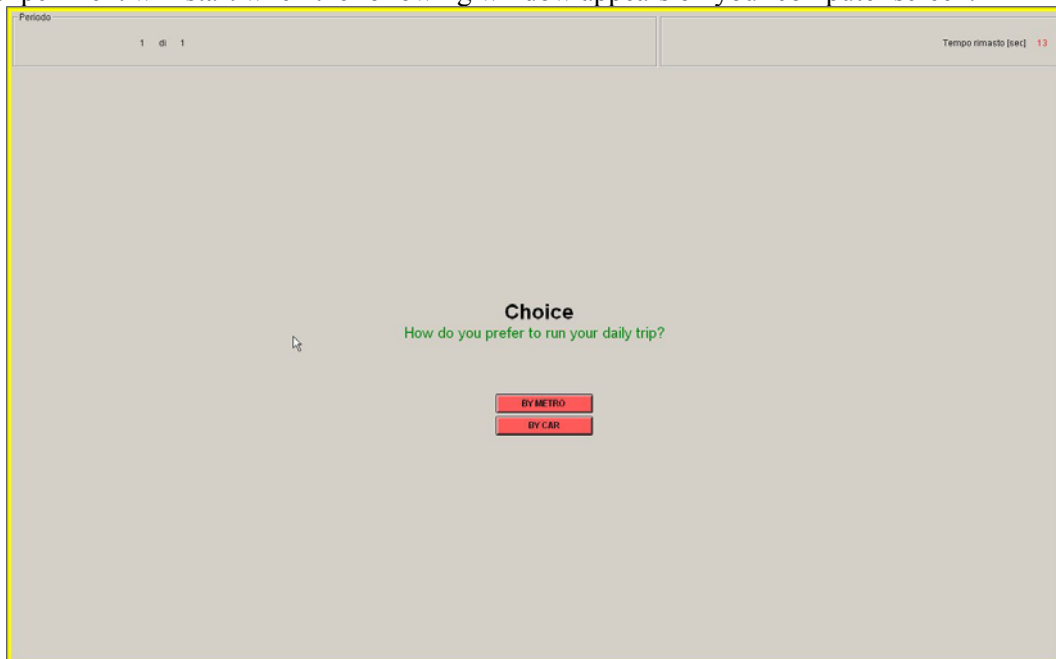 Periodo
1 di 1
Tempo rimasto [sec] 13
Choice
How do you prefer to run your daily trip?
BY METRO
BY CAR